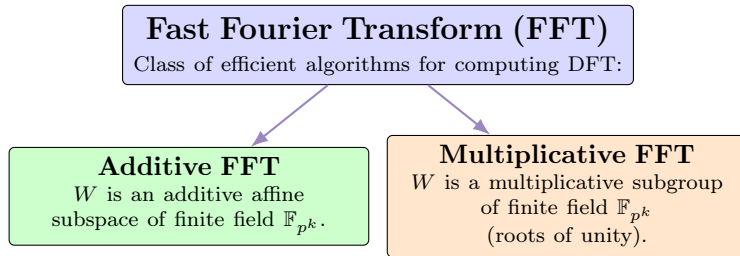 Fast Fourier Transform (FFT)
Class of efficient algorithms for computing DFT:
Additive FFT
W is an additive affine
subspace of finite field 𝔽_{p^k}.
Multiplicative FFT
W is a multiplicative subgroup
of finite field 𝔽_{p^k}
(roots of unity).